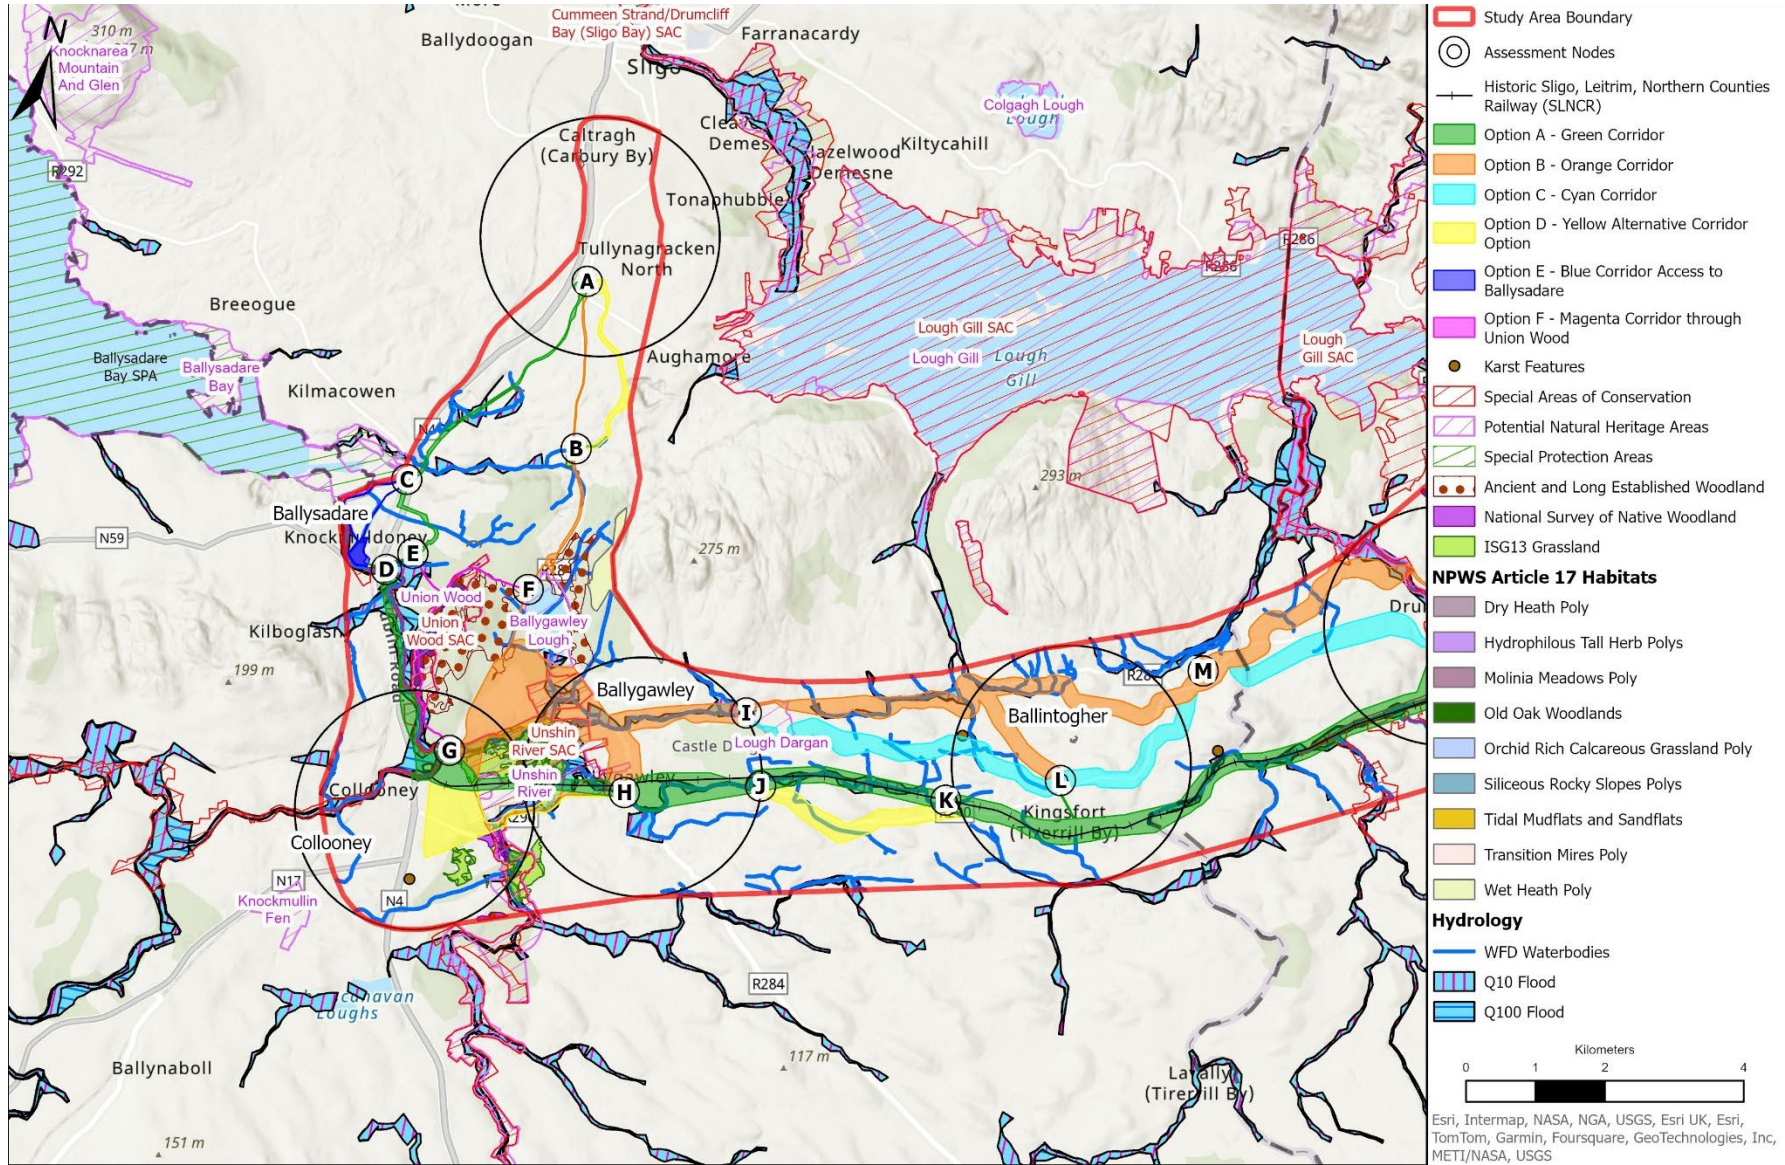 More
310 m
Cummeen Strand/Drumcliff
Bay (Sligo Bay) SAC
Ballydoogan
Farranacardy
Knocknarea
Mountain
And Glen
N
Sligo
Colgagh Lough
Lough
Caltragh
(Carbury By)
Demes
Kiltycahill
Hazelwood
Demesne
R292
Tonaphubble
Tullynagracken
North
R286
R286
A
Breeogue
Lough Gill SAC
Lough Gill
Lough
Gill
Lough
Gill SAC
Ballysadare
Bay SPA
Ballysadare
Bay
Aughamore
Kilmacowen
N4
B
C
293 m
Ballysadare
N59
E
D
275 m
F
Union Wood
Union
Wood SAC
Ballygawley
Lough
Kilboglash
199 m
M
Ballygawley
I
Ballintogher
G
Unshin
River SAC
Unshin
River
Lough Dargan
Collooney
H
J
K
L
Kingsfort
(Tirerrill By)
Collooney
N17
N4
Knockmullin
Fen
R284
Loughs
Ballynaboll
117 m
Lavally
(Tirerrill By)
151 m
Study Area Boundary
Assessment Nodes
Historic Sligo, Leitrim, Northern Counties
Railway (SLNCR)
Option A - Green Corridor
Option B - Orange Corridor
Option C - Cyan Corridor
Option D - Yellow Alternative Corridor
Option
Option E - Blue Corridor Access to
Ballysadare
Option F - Magenta Corridor through
Union Wood
Karst Features
Special Areas of Conservation
Potential Natural Heritage Areas
Special Protection Areas
Ancient and Long Established Woodland
National Survey of Native Woodland
ISG13 Grassland
NPWS Article 17 Habitats
Dry Heath Poly
Hydrophilous Tall Herb Polys
Molinia Meadows Poly
Old Oak Woodlands
Orchid Rich Calcareous Grassland Poly
Siliceous Rocky Slopes Polys
Tidal Mudflats and Sandflats
Transition Mires Poly
Wet Heath Poly
Hydrology
WFD Waterbodies
Q10 Flood
Q100 Flood
Kilometers
0 1 2 4
Esri, Intermap, NASA, NGA, USGS, Esri UK, Esri,
TomTom, Garmin, Foursquare, GeoTechnologies, Inc,
METI/NASA, USGS